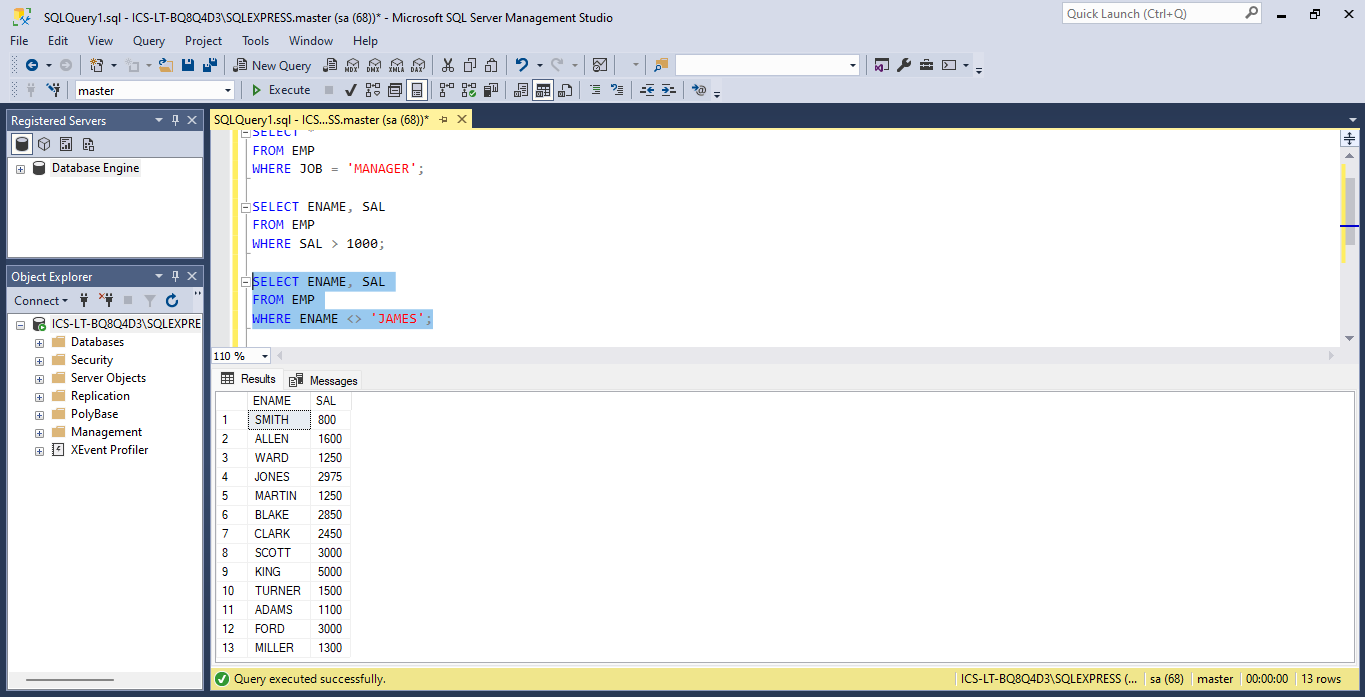 SQLQuery1.sql - ICS-LT-BQ8Q4D3\SQLEXPRESS.master (sa (68))* - Microsoft SQL Server Management Studio
Quick Launch (Ctrl+Q)
File Edit View Query Project Tools Window Help
New Query MDX DMX XMLA DAX
master Execute
Registered Servers
Database Engine
Object Explorer
Connect
ICS-LT-BQ8Q4D3\SQLEXPRE
Databases
Security
Server Objects
Replication
PolyBase
Management
XEvent Profiler
SQLQuery1.sql - ICS...SS.master (sa (68))*
SELECT *
FROM EMP
WHERE JOB = 'MANAGER';
SELECT ENAME, SAL
FROM EMP
WHERE SAL > 1000;
SELECT ENAME, SAL
FROM EMP
WHERE ENAME <> 'JAMES';
110 %
Results Messages
ENAME SAL
1 SMITH 800
2 ALLEN 1600
3 WARD 1250
4 JONES 2975
5 MARTIN 1250
6 BLAKE 2850
7 CLARK 2450
8 SCOTT 3000
9 KING 5000
10 TURNER 1500
11 ADAMS 1100
12 FORD 3000
13 MILLER 1300
Query executed successfully. ICS-LT-BQ8Q4D3\SQLEXPRESS (... sa (68) master 00:00:00 13 rows